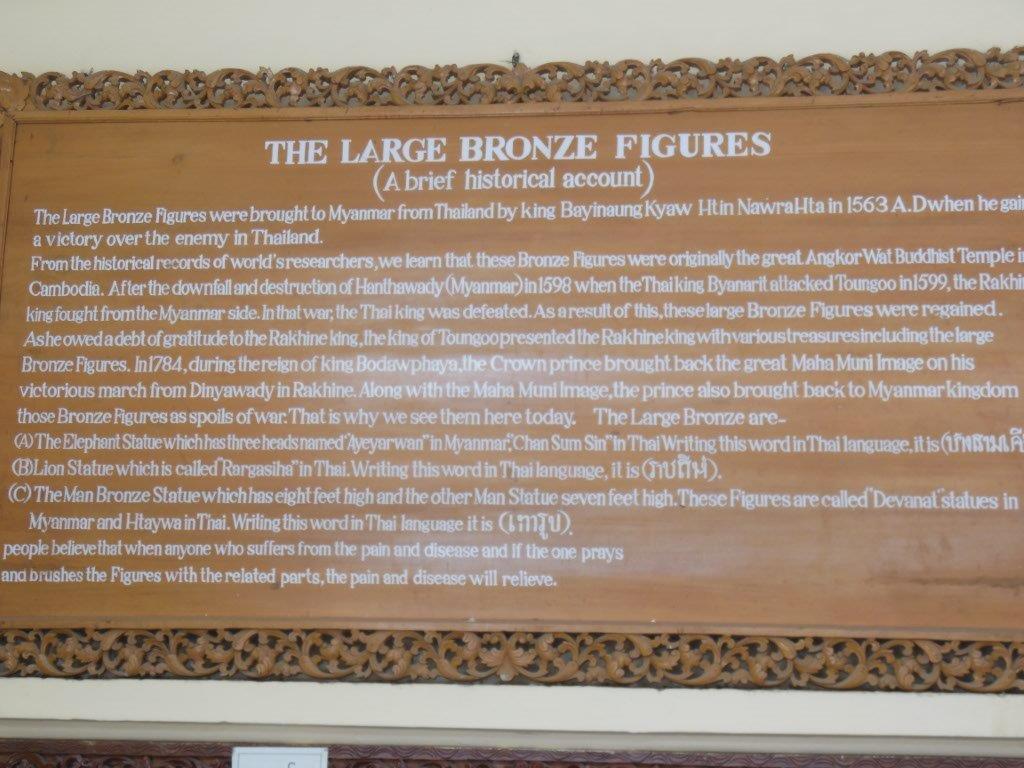 THE LARGE BRONZE FIGURES
(A brief historical account)
The Large Bronze Figures were brought to Myanmar from Thailand by king Bayinaung Kyaw Htin NawraHta in 1563 A.D when he gai
a victory over the enemy in Thailand.
From the historical records of world's researchers, we learn that these Bronze Figures were originally the great Angkor Wat Buddhist Temple in
Cambodia. After the downfall and destruction of Hanthawady (Myanmar) in 1598 when the Thai king Byanarit attacked Toungoo in 1599, the Rakhin
king fought from the Myanmar side. In that war, the Thai king was defeated. As a result of this, these large Bronze Figures were regained.
As he owed a debt of gratitude to the Rakhine king, the king of Toungoo presented the Rakhine king with various treasures including the large
Bronze Figures. In 1784, during the reign of king Bodawphaya, the Crown prince brought back the great Maha Muni Image on his
victorious march from Dinyawady in Rakhine. Along with the Maha Muni Image, the prince also brought back to Myanmar kingdom
those Bronze Figures as spoils of war. That is why we see them here today. The Large Bronze are-
(A) The Elephant Statue which has three heads named "Ayeyarwan" in Myanmar, "Chan Sum Sin" in Thai Writing this word in Thai language, it is
(B) Lion Statue which is called "Rargasiha" in Thai. Writing this word in Thai language, it is
(C) The Man Bronze Statue which has eight feet high and the other Man Statue seven feet high. These Figures are called "Devanat" statues in
Myanmar and Htaywa in Thai. Writing this word in Thai language it is (เทารูป).
people believe that when anyone who suffers from the pain and disease and if the one prays
and brushes the Figures with the related parts, the pain and disease will relieve.